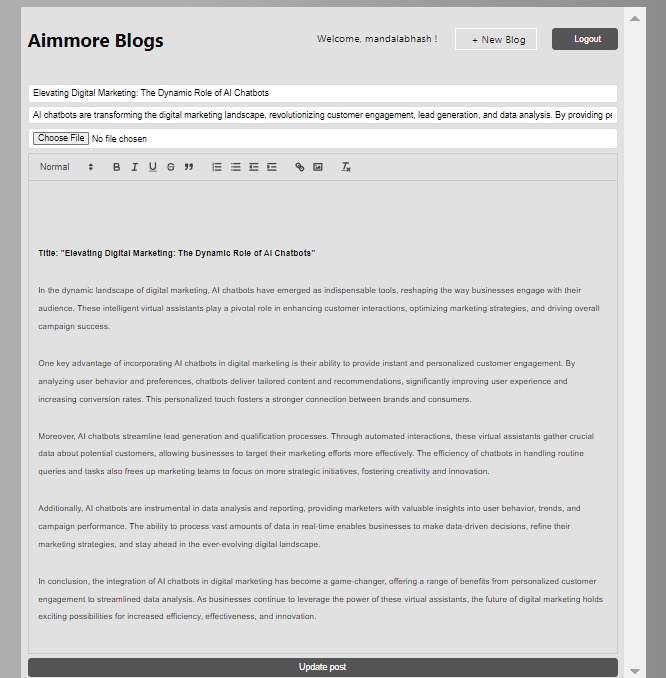 Aimmore Blogs
Welcome, mandalabhash !
+ New Blog
Logout
Elevating Digital Marketing: The Dynamic Role of AI Chatbots
AI chatbots are transforming the digital marketing landscape, revolutionizing customer engagement, lead generation, and data analysis. By providing pe
Choose File No file chosen
Normal
Title: "Elevating Digital Marketing: The Dynamic Role of AI Chatbots"
In the dynamic landscape of digital marketing, AI chatbots have emerged as indispensable tools, reshaping the way businesses engage with their
audience. These intelligent virtual assistants play a pivotal role in enhancing customer interactions, optimizing marketing strategies, and driving overall
campaign success.
One key advantage of incorporating AI chatbots in digital marketing is their ability to provide instant and personalized customer engagement. By
analyzing user behavior and preferences, chatbots deliver tailored content and recommendations, significantly improving user experience and
increasing conversion rates. This personalized touch fosters a stronger connection between brands and consumers.
Moreover, AI chatbots streamline lead generation and qualification processes. Through automated interactions, these virtual assistants gather crucial
data about potential customers, allowing businesses to target their marketing efforts more effectively. The efficiency of chatbots in handling routine
queries and tasks also frees up marketing teams to focus on more strategic initiatives, fostering creativity and innovation.
Additionally, AI chatbots are instrumental in data analysis and reporting, providing marketers with valuable insights into user behavior, trends, and
campaign performance. The ability to process vast amounts of data in real-time enables businesses to make data-driven decisions, refine their
marketing strategies, and stay ahead in the ever-evolving digital landscape.
In conclusion, the integration of AI chatbots in digital marketing has become a game-changer, offering a range of benefits from personalized customer
engagement to streamlined data analysis. As businesses continue to leverage the power of these virtual assistants, the future of digital marketing holds
exciting possibilities for increased efficiency, effectiveness, and innovation.
Update post